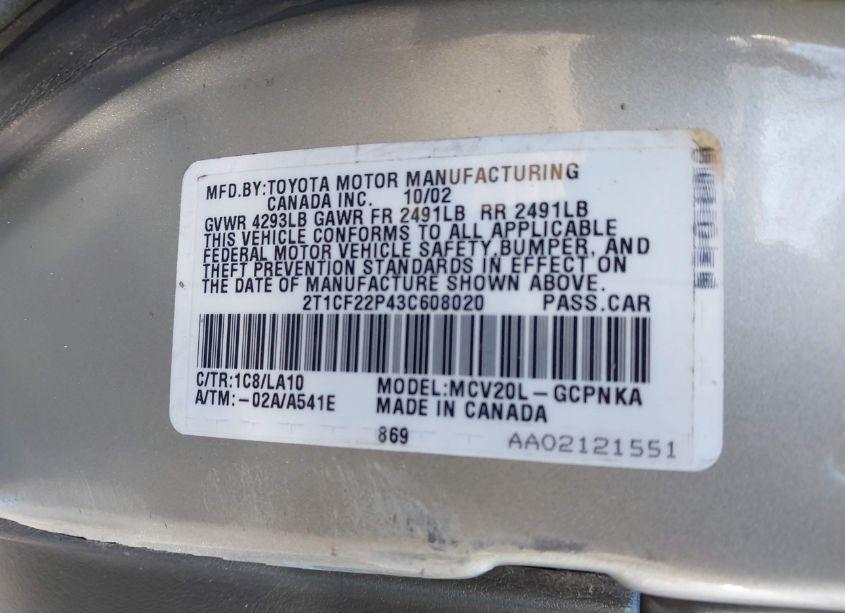 MFD.BY:TOYOTA MOTOR MANUFACTURING
CANADA INC. 10/02
GVWR 4293LB GAWR FR 2491LB RR 2491LB
THIS VEHICLE CONFORMS TO ALL APPLICABLE
FEDERAL MOTOR VEHICLE SAFETY,BUMPER, AND
THEFT PREVENTION STANDARDS IN EFFECT ON
THE DATE OF MANUFACTURE SHOWN ABOVE.
2T1CF22P43C608020 PASS.CAR
C/TR:1C8/LA10 MODEL:MCV20L-GCPNKA
A/TM:-02A/A541E MADE IN CANADA
869 AA02121551